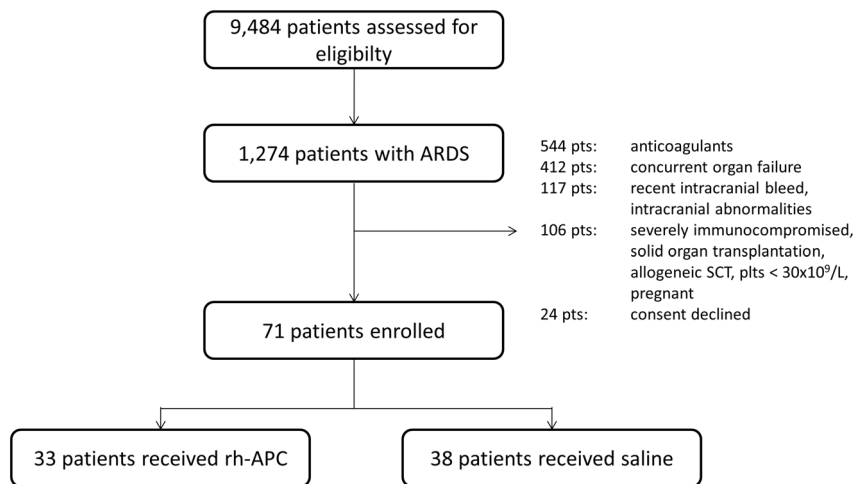 9,484 patients assessed for
eligibilty
1,274 patients with ARDS
544 pts: anticoagulants
412 pts: concurrent organ failure
117 pts: recent intracranial bleed,
intracranial abnormalities
106 pts: severely immunocompromised,
solid organ transplantation,
allogeneic SCT, plts < 30x10⁹/L,
pregnant
24 pts: consent declined
71 patients enrolled
33 patients received rh-APC
38 patients received saline